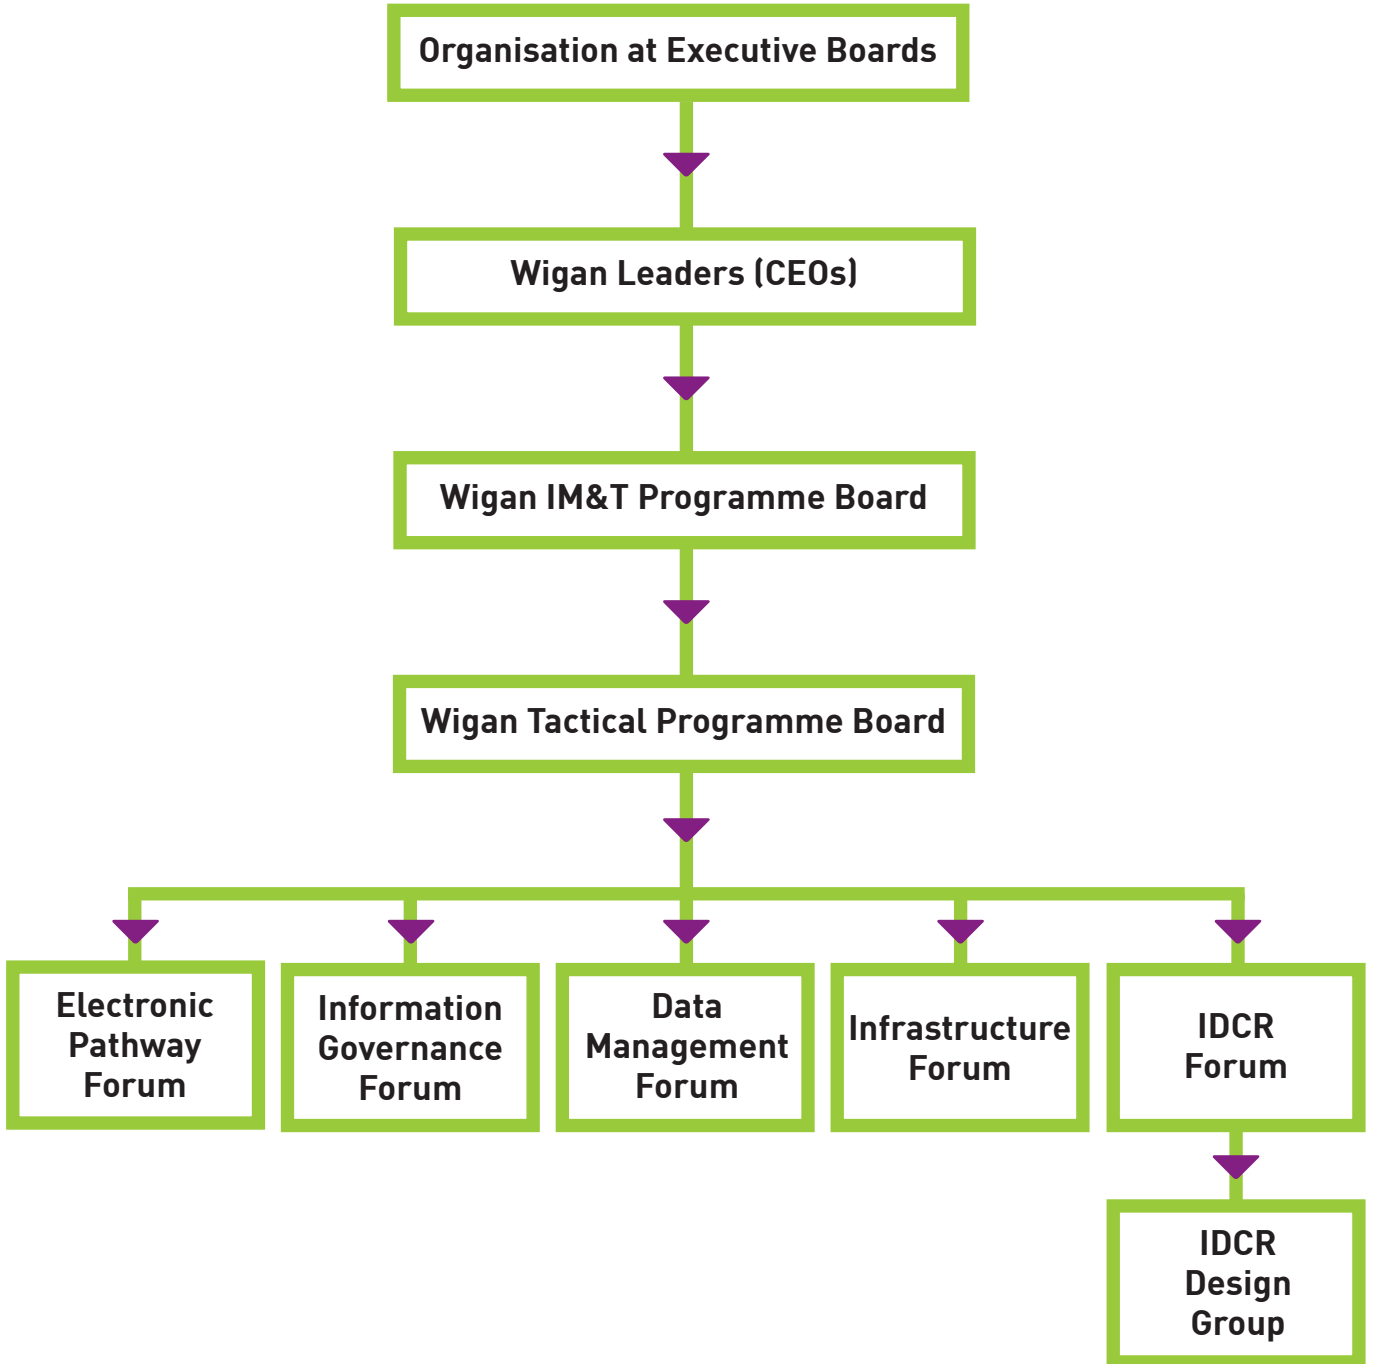 Organisation at Executive Boards
Wigan Leaders (CEOs)
Wigan IM&T Programme Board
Wigan Tactical Programme Board
Electronic
Pathway
Forum
Information
Governance
Forum
Data
Management
Forum
Infrastructure
Forum
IDCR
Forum
IDCR
Design
Group